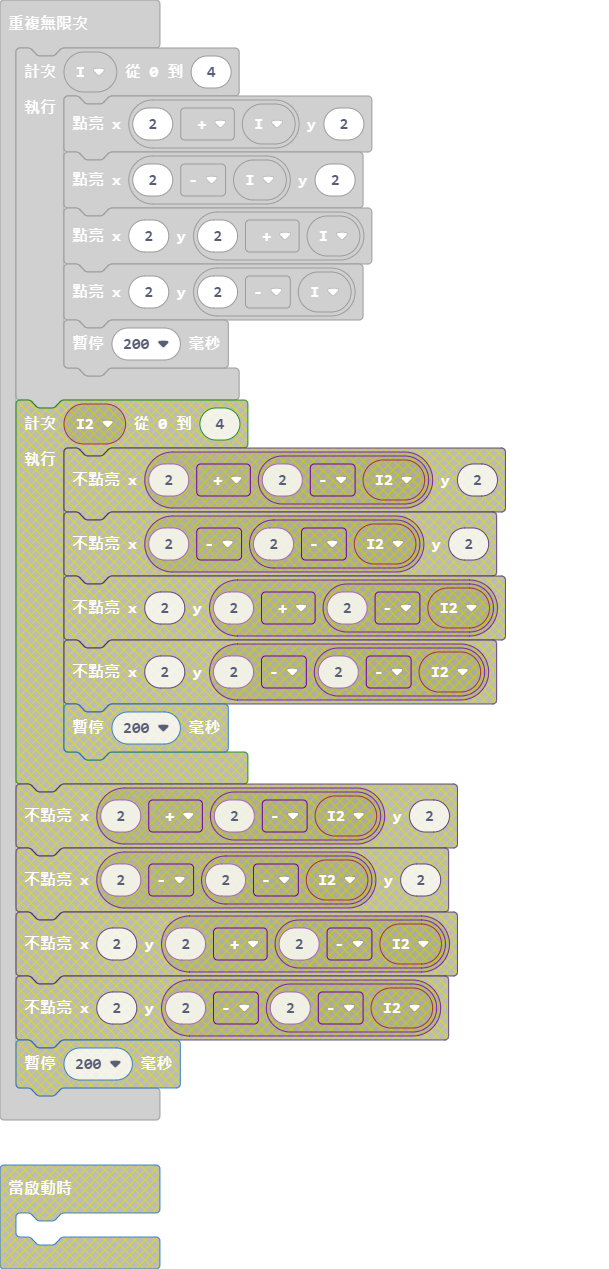 重複無限次
計次 I 從 0 到 4
執行
點亮 x 2 + I y 2
點亮 x 2 - I y 2
點亮 x 2 y 2 + I
點亮 x 2 y 2 - I
暫停 200 毫秒
計次 I2 從 0 到 4
執行
不點亮 x 2 + 2 - I2 y 2
不點亮 x 2 - 2 - I2 y 2
不點亮 x 2 y 2 + 2 - I2
不點亮 x 2 y 2 - 2 - I2
暫停 200 毫秒
不點亮 x 2 + 2 - I2 y 2
不點亮 x 2 - 2 - I2 y 2
不點亮 x 2 y 2 + 2 - I2
不點亮 x 2 y 2 - 2 - I2
暫停 200 毫秒
當啟動時